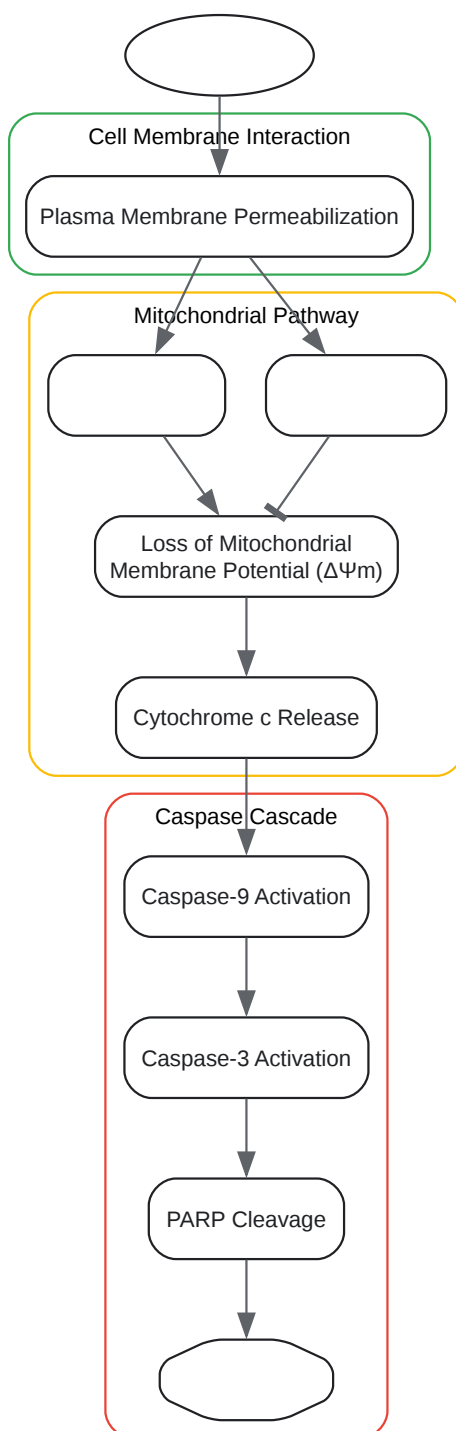 Cell Membrane Interaction
Plasma Membrane Permeabilization
Mitochondrial Pathway
Loss of Mitochondrial
Membrane Potential (ΔΨm)
Cytochrome c Release
Caspase Cascade
Caspase-9 Activation
Caspase-3 Activation
PARP Cleavage